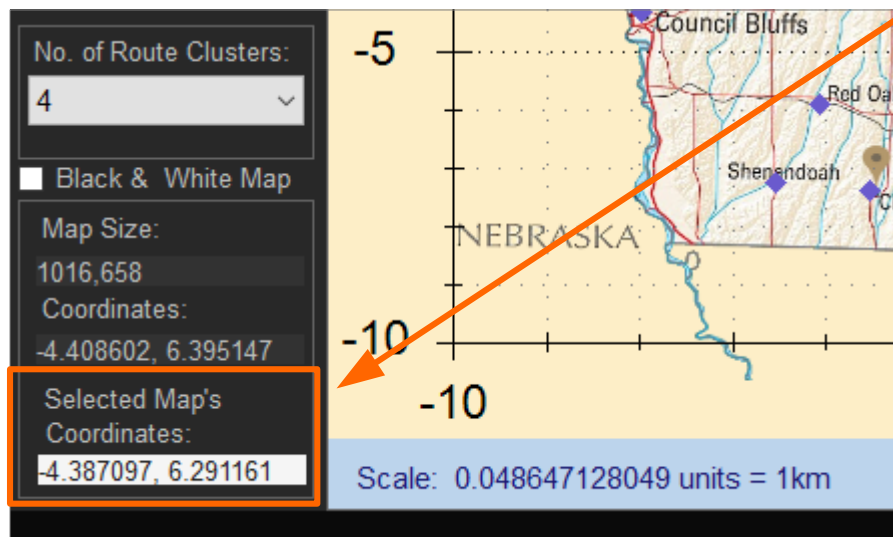 No. of Route Clusters:
4
Black & White Map
Map Size:
1016,658
Coordinates:
-4.408602, 6.395147
Selected Map's
Coordinates:
-4.387097, 6.291161
-5
Council Bluffs
Red Oa
Shenandoah
"C
NEBRASKA
-10
-10
Scale: 0.048647128049 units = 1km